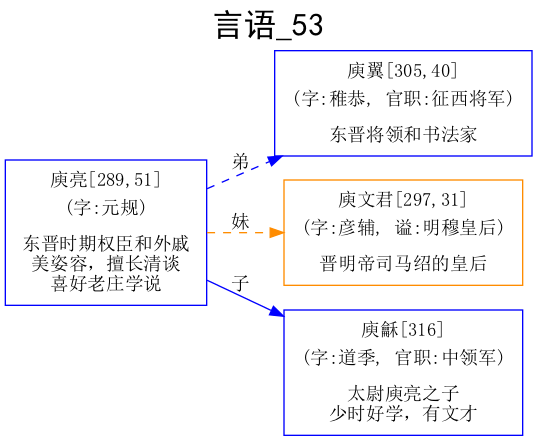 言语_53
庾翼[305,40]
(字:稚恭, 官职:征西将军)
东晋将领和书法家
弟
庾亮[289,51]
(字:元规)
东晋时期权臣和外戚
美姿容，擅长清谈
喜好老庄学说
妹
庾文君[297,31]
(字:彦辅, 谥:明穆皇后)
晋明帝司马绍的皇后
子
庾龢[316]
(字:道季, 官职:中领军)
太尉庾亮之子
少时好学，有文才